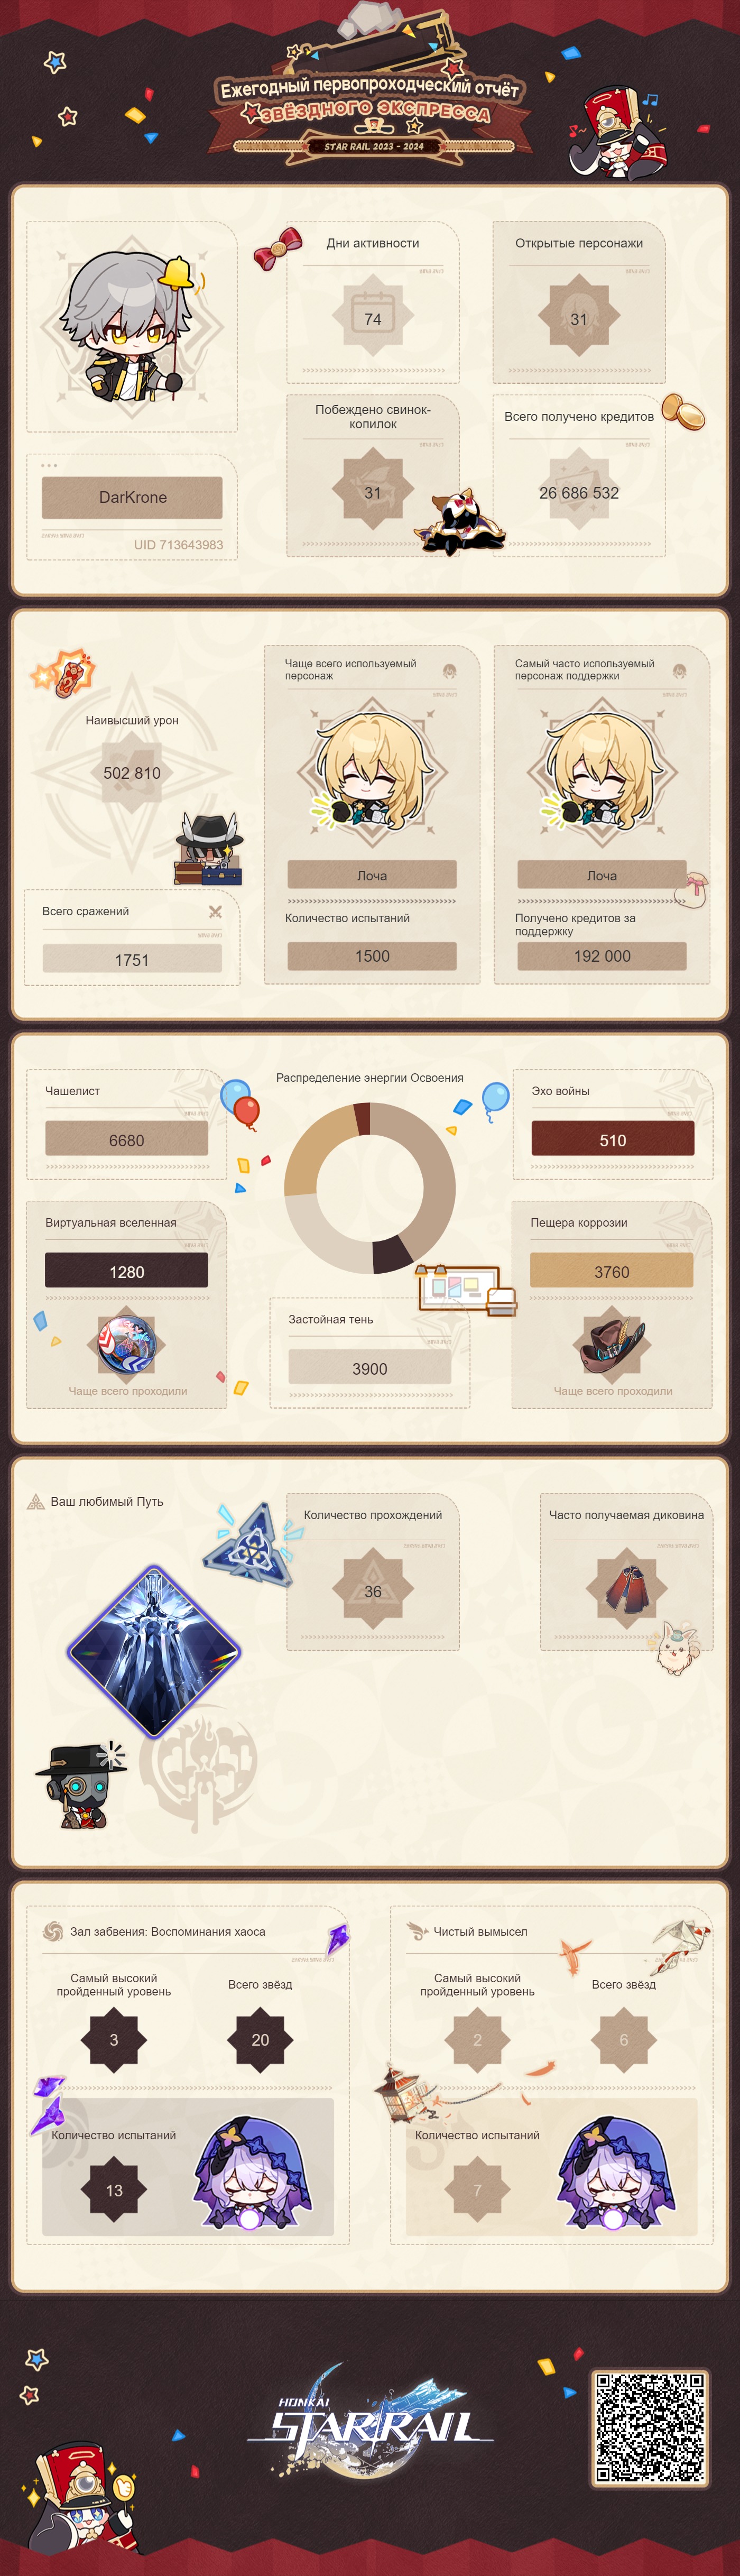 Ежегодный первопроходческий отчёт
ЗВЁЗДНОГО ЭКСПРЕССА
STAR RAIL 2023 - 2024
Дни активности
74
Открытые персонажи
31
Побеждено свинок-
копилок
31
Всего получено кредитов
26 686 532
DarKrone
UID 713643983
Наивысший урон
502 810
Всего сражений
1751
Чаще всего используемый
персонаж
Лоча
Количество испытаний
1500
Самый часто используемый
персонаж поддержки
Лоча
Получено кредитов за
поддержку
192 000
Распределение энергии Освоения
Чашелист
6680
Эхо войны
510
Виртуальная вселенная
1280
Чаще всего проходили
Пещера коррозии
3760
Чаще всего проходили
Застойная тень
3900
Ваш любимый Путь
Количество прохождений
36
Часто получаемая диковина
Зал забвения: Воспоминания хаоса
Самый высокий
пройденный уровень
3
Всего звёзд
20
Количество испытаний
13
Чистый вымысел
Самый высокий
пройденный уровень
2
Всего звёзд
6
Количество испытаний
7
HONKAI
STAR RAIL